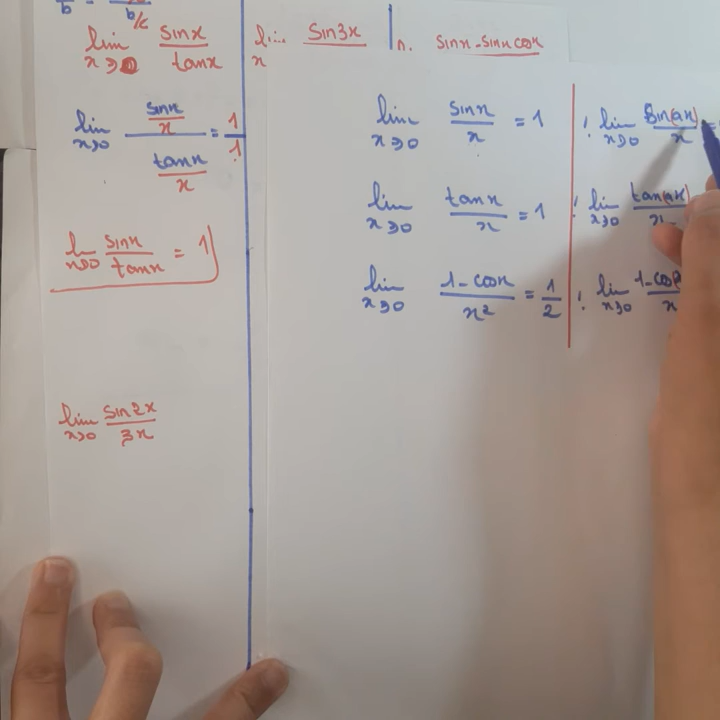 b b/c
lim x→0 sinx/tanx
lim x sin3x
sinx - sinx cosx
lim x→0 (sinx/x)/(tanx/x) = 1/1
lim x→0 sinx/tanx = 1
lim x→0 sin2x/3x
lim x→0 sinx/x = 1 ; lim x→0 sin(ax)/x =
lim x→0 tanx/x = 1 ; lim x→0 tan(ax)/x
lim x→0 1-cosx/x² = 1/2 ; lim x→0 1-cos